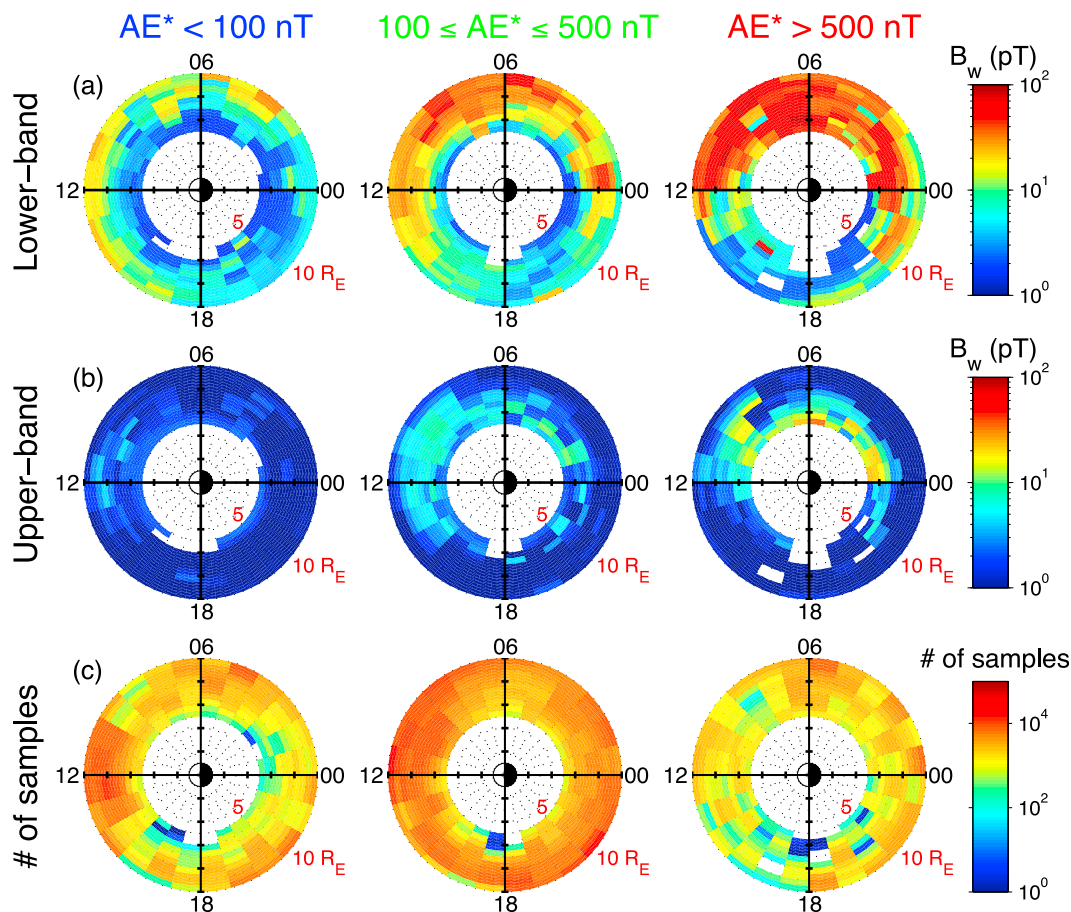 AE* < 100 nT
100 ≤ AE* ≤ 500 nT
AE* > 500 nT
Lower−band
(a)
06
12
00
18
5
10 R_E
06
12
00
18
5
10 R_E
06
12
00
18
5
10 R_E
B_w (pT)
10^2
10^1
10^0
Upper−band
(b)
06
12
00
18
5
10 R_E
06
12
00
18
5
10 R_E
06
12
00
18
5
10 R_E
B_w (pT)
10^2
10^1
10^0
# of samples
(c)
06
12
00
18
5
10 R_E
06
12
00
18
5
10 R_E
06
12
00
18
5
10 R_E
# of samples
10^4
10^3
10^2
10^1
10^0